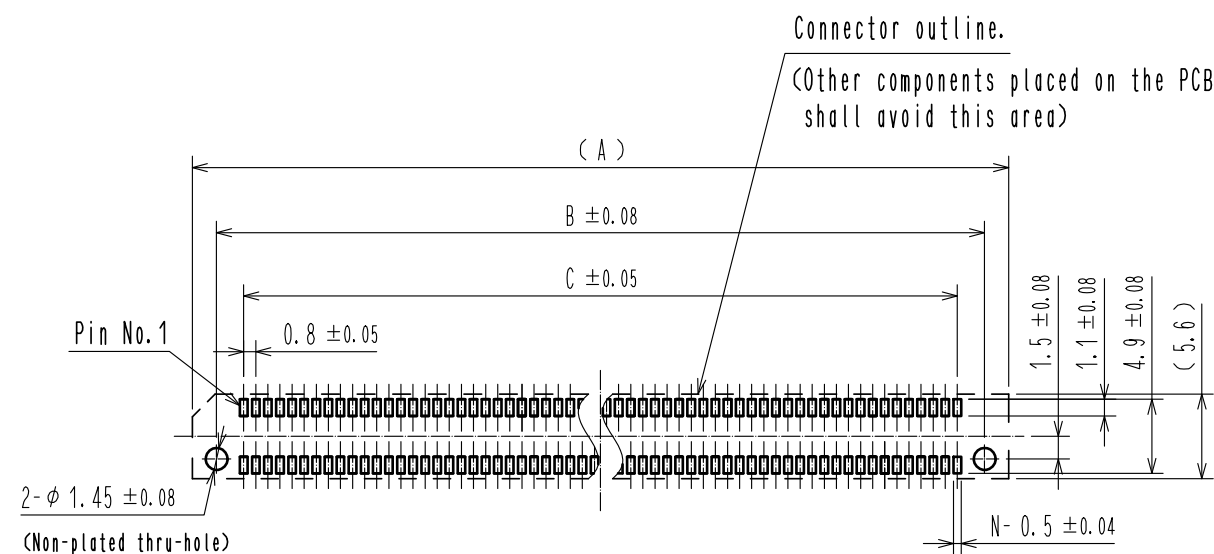 Connector outline.
(Other components placed on the PCB
shall avoid this area)
(A)
B ±0.08
C ±0.05
Pin No.1
0.8 ±0.05
1.5 ±0.08
1.1 ±0.08
4.9 ±0.08
(5.6)
2-φ 1.45 ±0.08
(Non-plated thru-hole)
N- 0.5 ±0.04